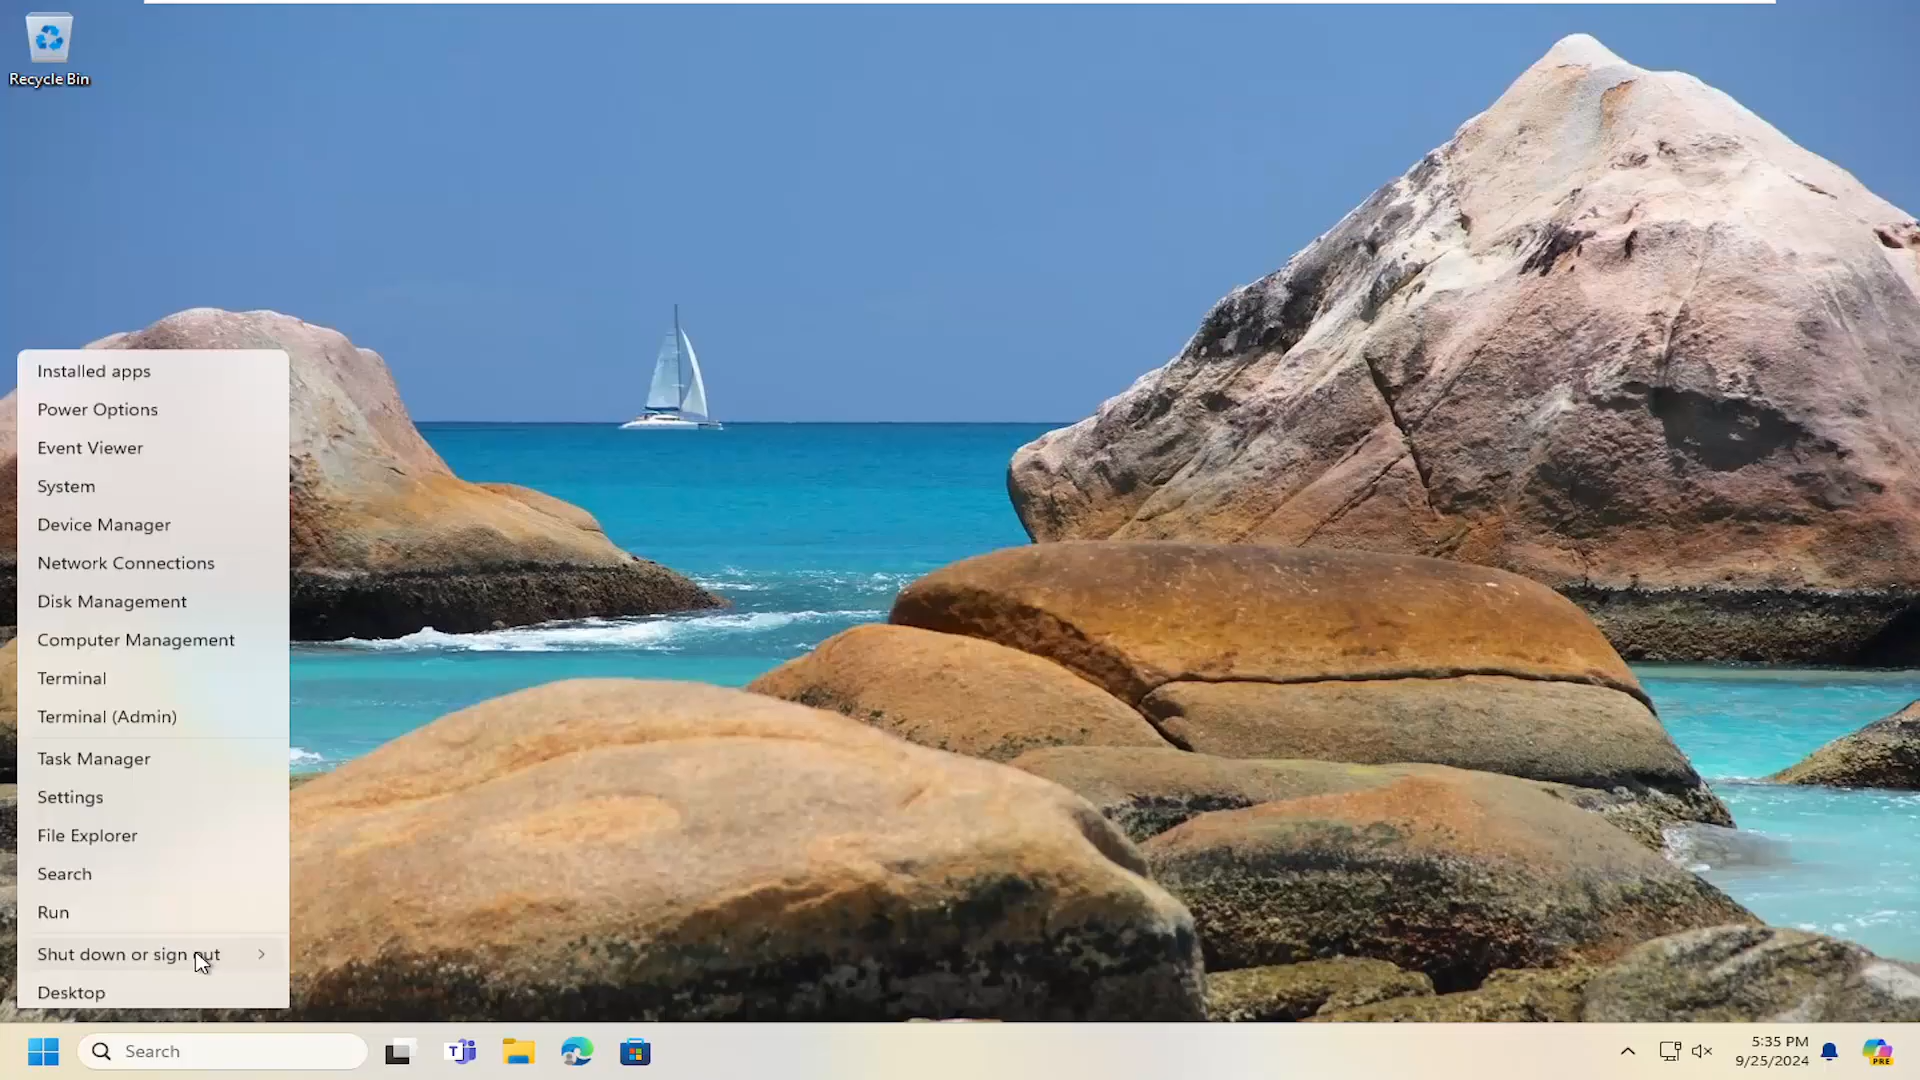 Recycle Bin
Installed apps
Power Options
Event Viewer
System
Device Manager
Network Connections
Disk Management
Computer Management
Terminal
Terminal (Admin)
Task Manager
Settings
File Explorer
Search
Run
Shut down or sign out
Desktop
Search
T
5:35 PM
9/25/2024
PRE